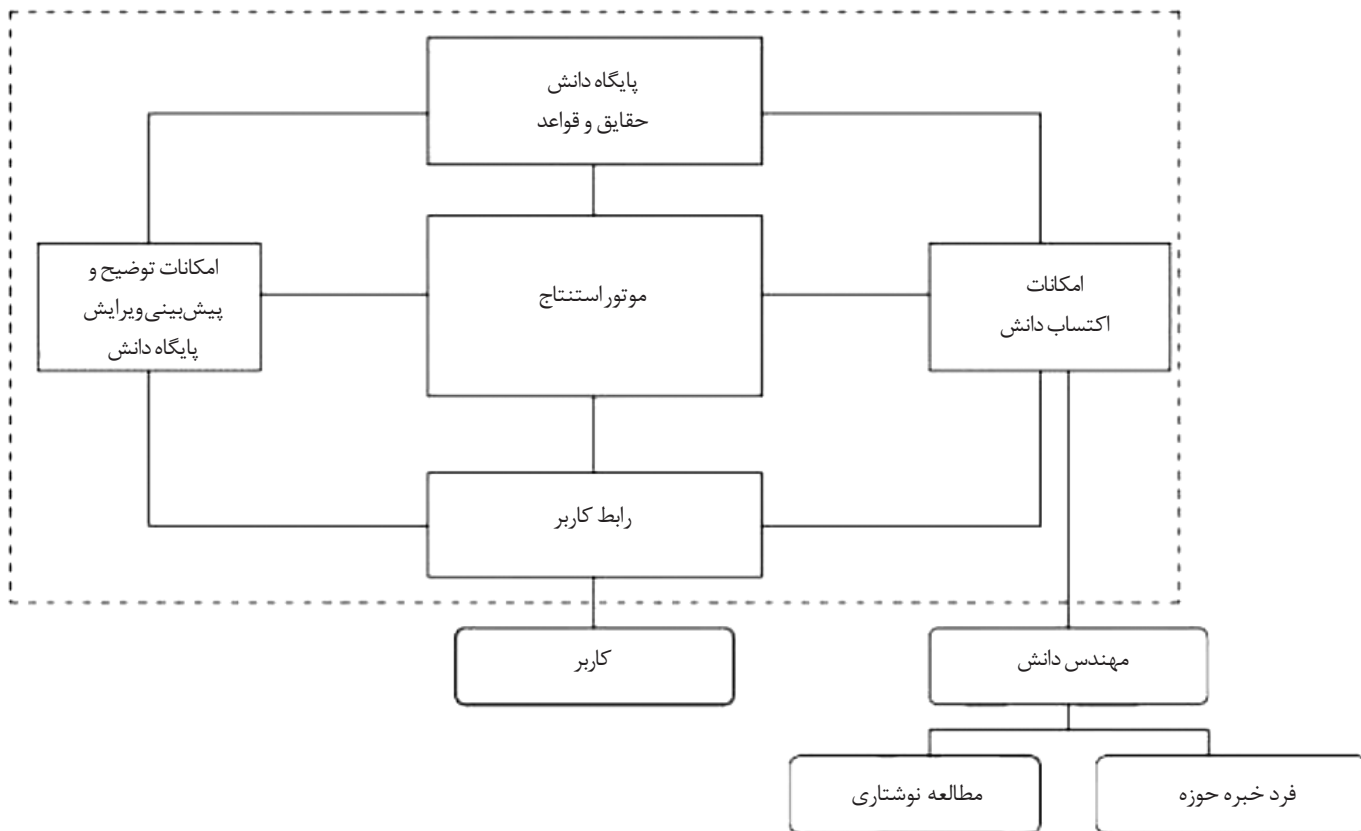 پایگاه دانش
حقایق و قواعد
امکانات توضیح و
پیش‌بینی ویرایش
پایگاه دانش
موتور استنتاج
امکانات
اکتساب دانش
رابط کاربر
کاربر
مهندس دانش
مطالعه نوشتاری
فرد خبره حوزه